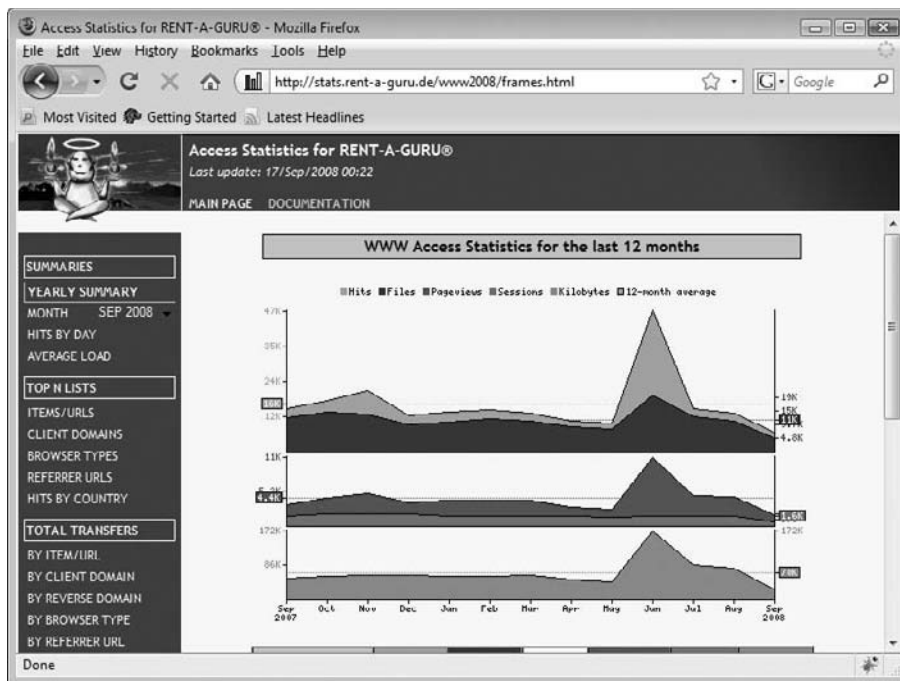 Access Statistics for RENT-A-GURU® - Mozilla Firefox
File Edit View History Bookmarks Tools Help
http://stats.rent-a-guru.de/www2008/frames.html
G Google
Most Visited Getting Started Latest Headlines
Access Statistics for RENT-A-GURU®
Last update: 17/Sep/2008 00:22
MAIN PAGE DOCUMENTATION
SUMMARIES
YEARLY SUMMARY
MONTH SEP 2008
HITS BY DAY
AVERAGE LOAD
TOP N LISTS
ITEMS/URLS
CLIENT DOMAINS
BROWSER TYPES
REFERRER URLS
HITS BY COUNTRY
TOTAL TRANSFERS
BY ITEM/URL
BY CLIENT DOMAIN
BY REVERSE DOMAIN
BY BROWSER TYPE
BY REFERRER URL
WWW Access Statistics for the last 12 months
Hits Files Pageviews Sessions Kilobytes 12-month average
47K
35K
24K
16K
12K
19K
15K
11K
4.8K
11K
4.4K
1.6K
172K
172K
86K
Sep Oct Nov Dec Jan Feb Mar Apr May Jun Jul Aug Sep
2007 2008
Done